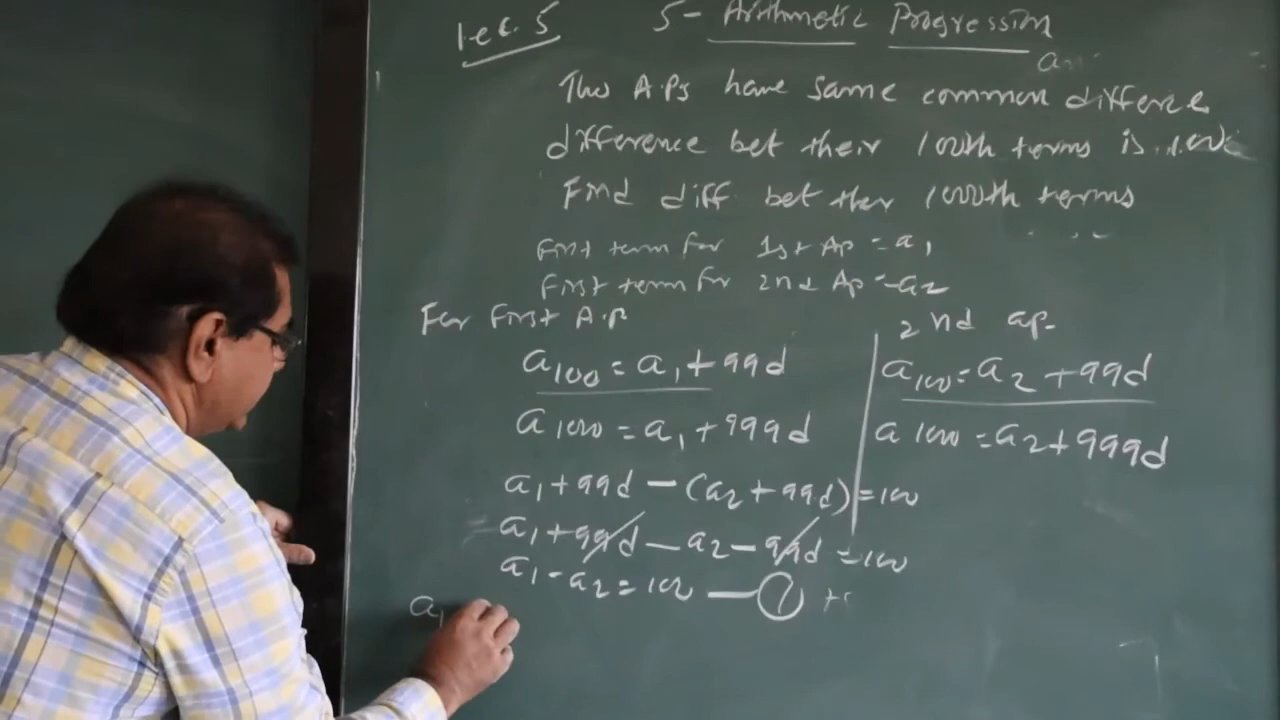 Lec. 5
5 - Arithmetic Progression
Two A.Ps have same common differece
difference bet their 100th terms is 100
Find diff bet ther 1000th terms
First term for 1st Ap = a1
First term for 2nd Ap = a2
For First A.P
2nd ap.
a100 = a1 + 99d
a100 = a2 + 99d
a1000 = a1 + 999d
a1000 = a2 + 999d
a1 + 99d - (a2 + 99d) = 100
a1 + 99d - a2 - 99d = 100
a1 - a2 = 100 - 1
a1